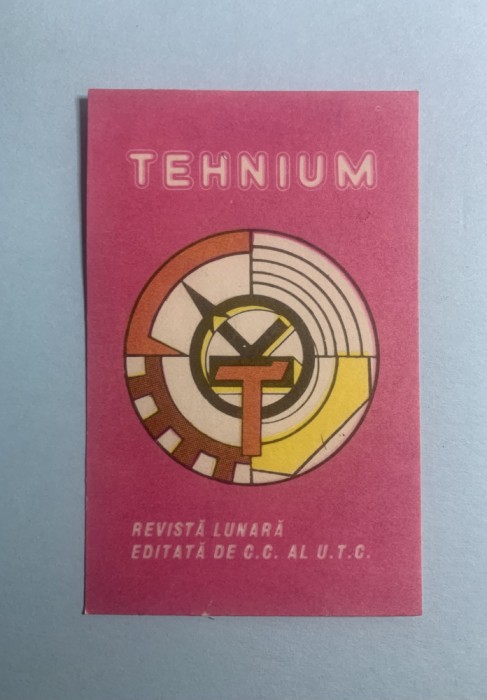 TEHNIUM
T
REVISTĂ LUNARĂ
EDITATĂ DE C.C. AL U.T.C.